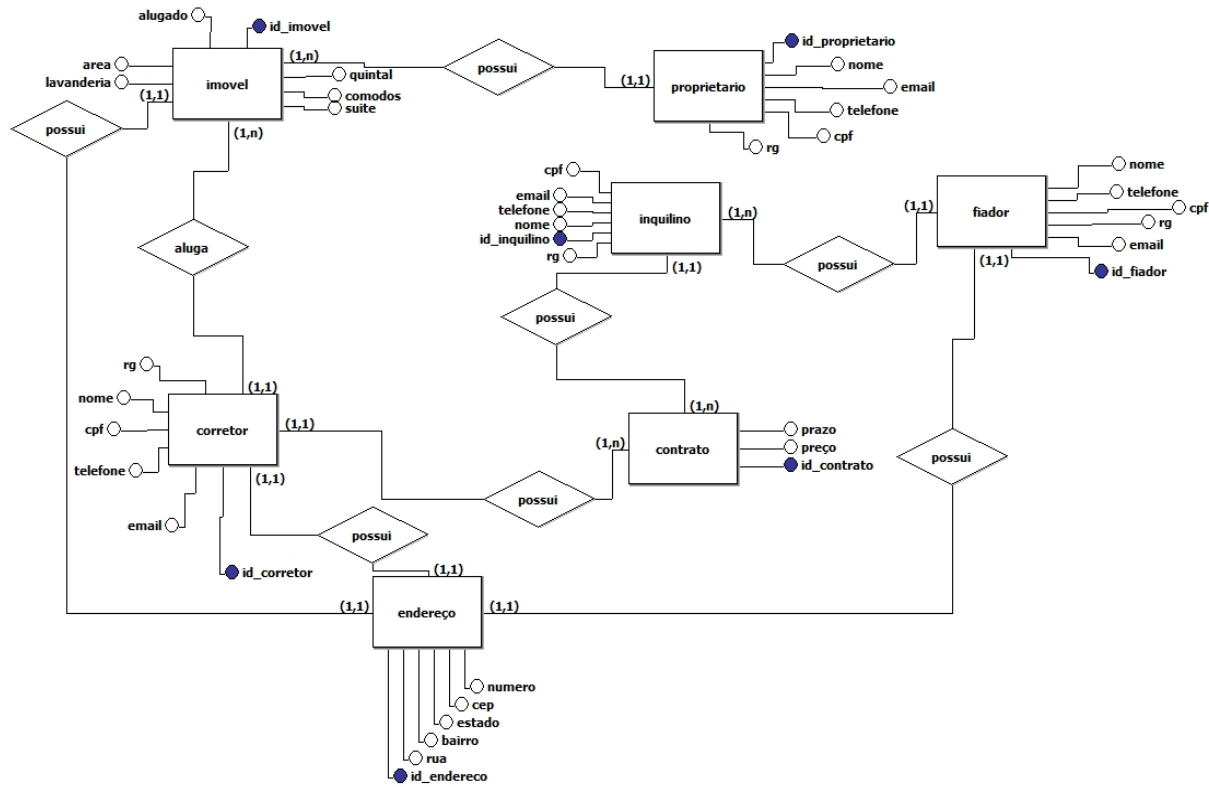 alugado
id_imovel
area
lavanderia
(1,1)
imovel
(1,n)
quintal
comodos
suite
(1,n)
possui
possui
(1,1)
proprietario
id_proprietario
nome
email
telefone
cpf
rg
aluga
cpf
email
telefone
nome
id_inquilino
rg
inquilino
(1,n)
(1,1)
possui
possui
(1,1)
fiador
nome
telefone
cpf
rg
email
(1,1)
id_fiador
rg
nome
cpf
telefone
email
(1,1)
corretor
(1,1)
(1,1)
id_corretor
possui
possui
(1,n)
(1,n)
contrato
prazo
preço
id_contrato
possui
(1,1)
(1,1)
endereço
(1,1)
numero
cep
estado
bairro
rua
id_endereco